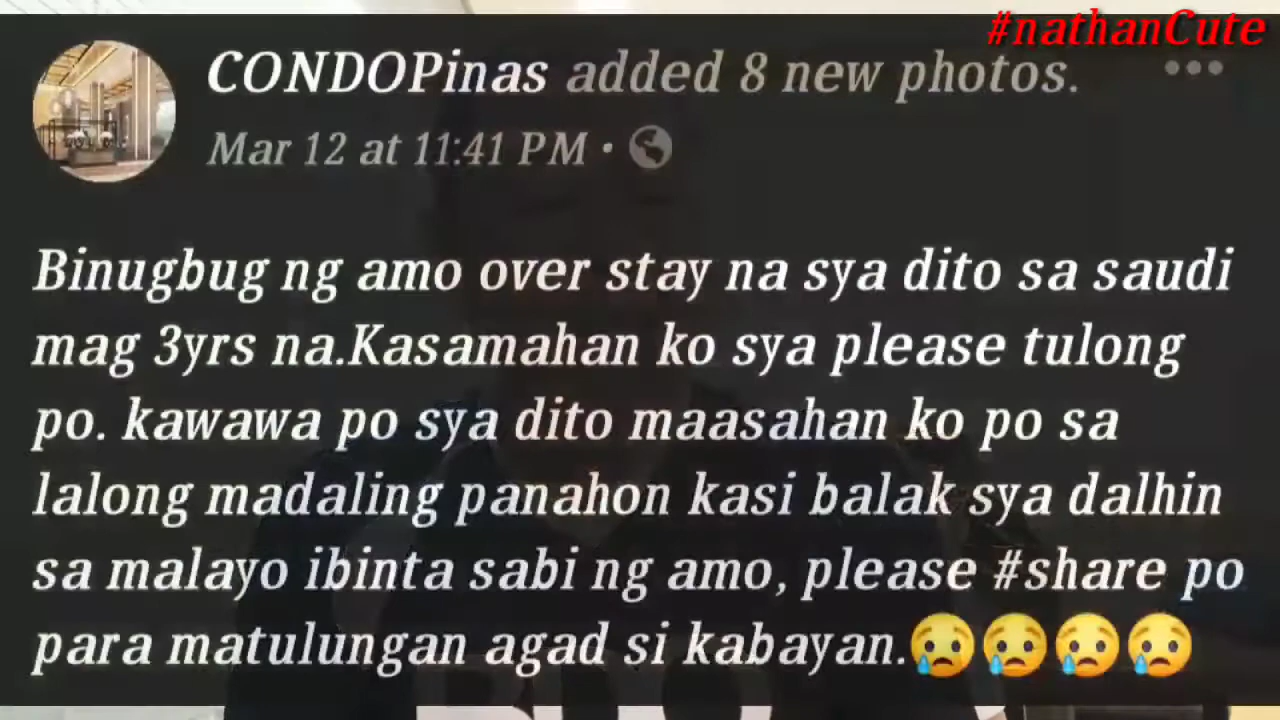 #nathanCute
CONDOPinas added 8 new photos.
Mar 12 at 11:41 PM •
Binugbug ng amo over stay na sya dito sa saudi
mag 3yrs na.Kasamahan ko sya please tulong
po. kawawa po sya dito maasahan ko po sa
lalong madaling panahon kasi balak sya dalhin
sa malayo ibinta sabi ng amo, please #share po
para matulungan agad si kabayan.😢😢😢😢